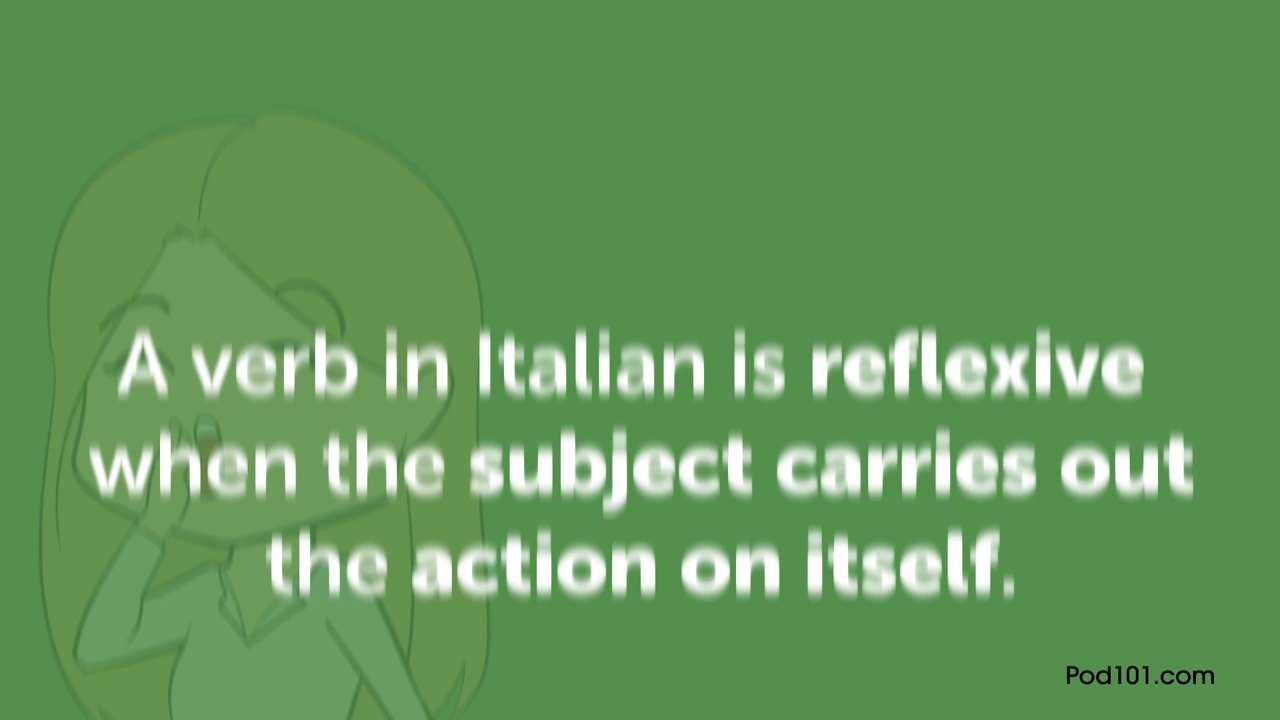 A verb in Italian is reflexive
when the subject carries out
the action on itself.
Pod101.com